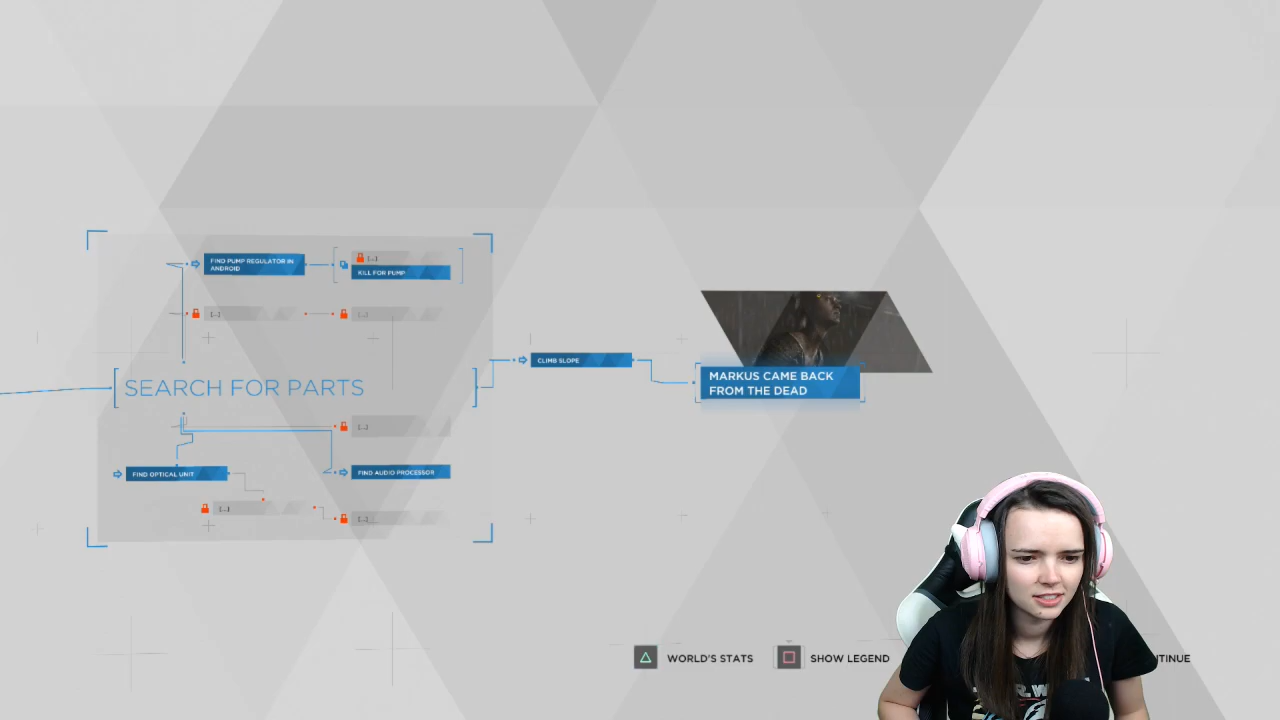 FIND PUMP REGULATOR IN
ANDROID
[...]
KILL FOR PUMP
[...]
[...]
CLIMB SLOPE
MARKUS CAME BACK
FROM THE DEAD
SEARCH FOR PARTS
[...]
FIND OPTICAL UNIT
FIND AUDIO PROCESSOR
[...]
[...]
WORLD'S STATS
SHOW LEGEND
TINUE